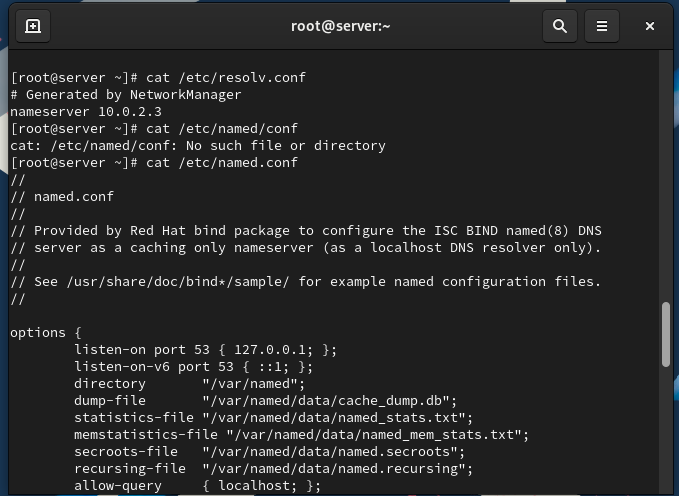 root@server:~
[root@server ~]# cat /etc/resolv.conf
# Generated by NetworkManager
nameserver 10.0.2.3
[root@server ~]# cat /etc/named/conf
cat: /etc/named/conf: No such file or directory
[root@server ~]# cat /etc/named.conf
//
// named.conf
//
// Provided by Red Hat bind package to configure the ISC BIND named(8) DNS
// server as a caching only nameserver (as a localhost DNS resolver only).
//
// See /usr/share/doc/bind*/sample/ for example named configuration files.
//
options {
        listen-on port 53 { 127.0.0.1; };
        listen-on-v6 port 53 { ::1; };
        directory       "/var/named";
        dump-file       "/var/named/data/cache_dump.db";
        statistics-file "/var/named/data/named_stats.txt";
        memstatistics-file "/var/named/data/named_mem_stats.txt";
        secroots-file   "/var/named/data/named.secroots";
        recursing-file  "/var/named/data/named.recursing";
        allow-query     { localhost; };